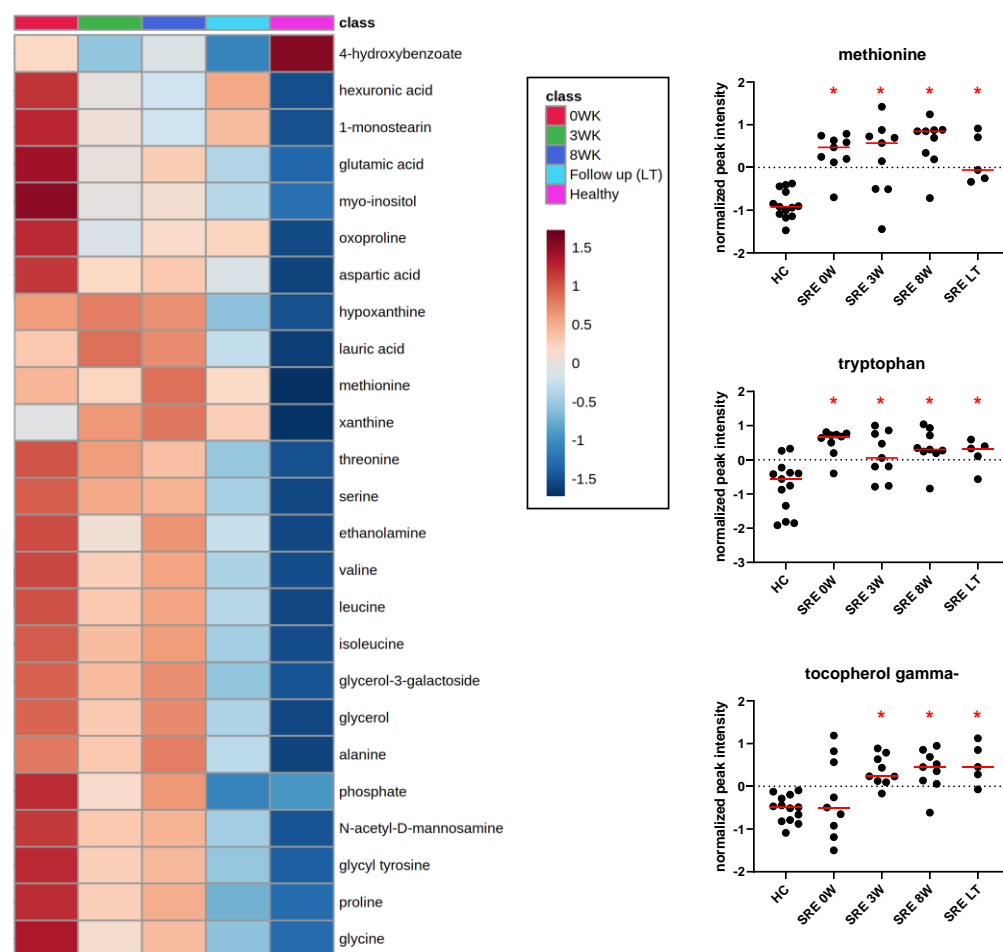 class
4-hydroxybenzoate
hexuronic acid
1-monostearin
glutamic acid
myo-inositol
oxoproline
aspartic acid
hypoxanthine
lauric acid
methionine
xanthine
threonine
serine
ethanolamine
valine
leucine
isoleucine
glycerol-3-galactoside
glycerol
alanine
phosphate
N-acetyl-D-mannosamine
glycyl tyrosine
proline
glycine
class
0WK
3WK
8WK
Follow up (LT)
Healthy
1.5
1
0.5
0
-0.5
-1
-1.5
methionine
normalized peak intensity
2
1
0
-1
-2
* * * *
HC
SRE 0W
SRE 3W
SRE 8W
SRE LT
tryptophan
normalized peak intensity
2
1
0
-1
-2
-3
* * * *
HC
SRE 0W
SRE 3W
SRE 8W
SRE LT
tocopherol gamma-
normalized peak intensity
2
1
0
-1
-2
* * *
HC
SRE 0W
SRE 3W
SRE 8W
SRE LT